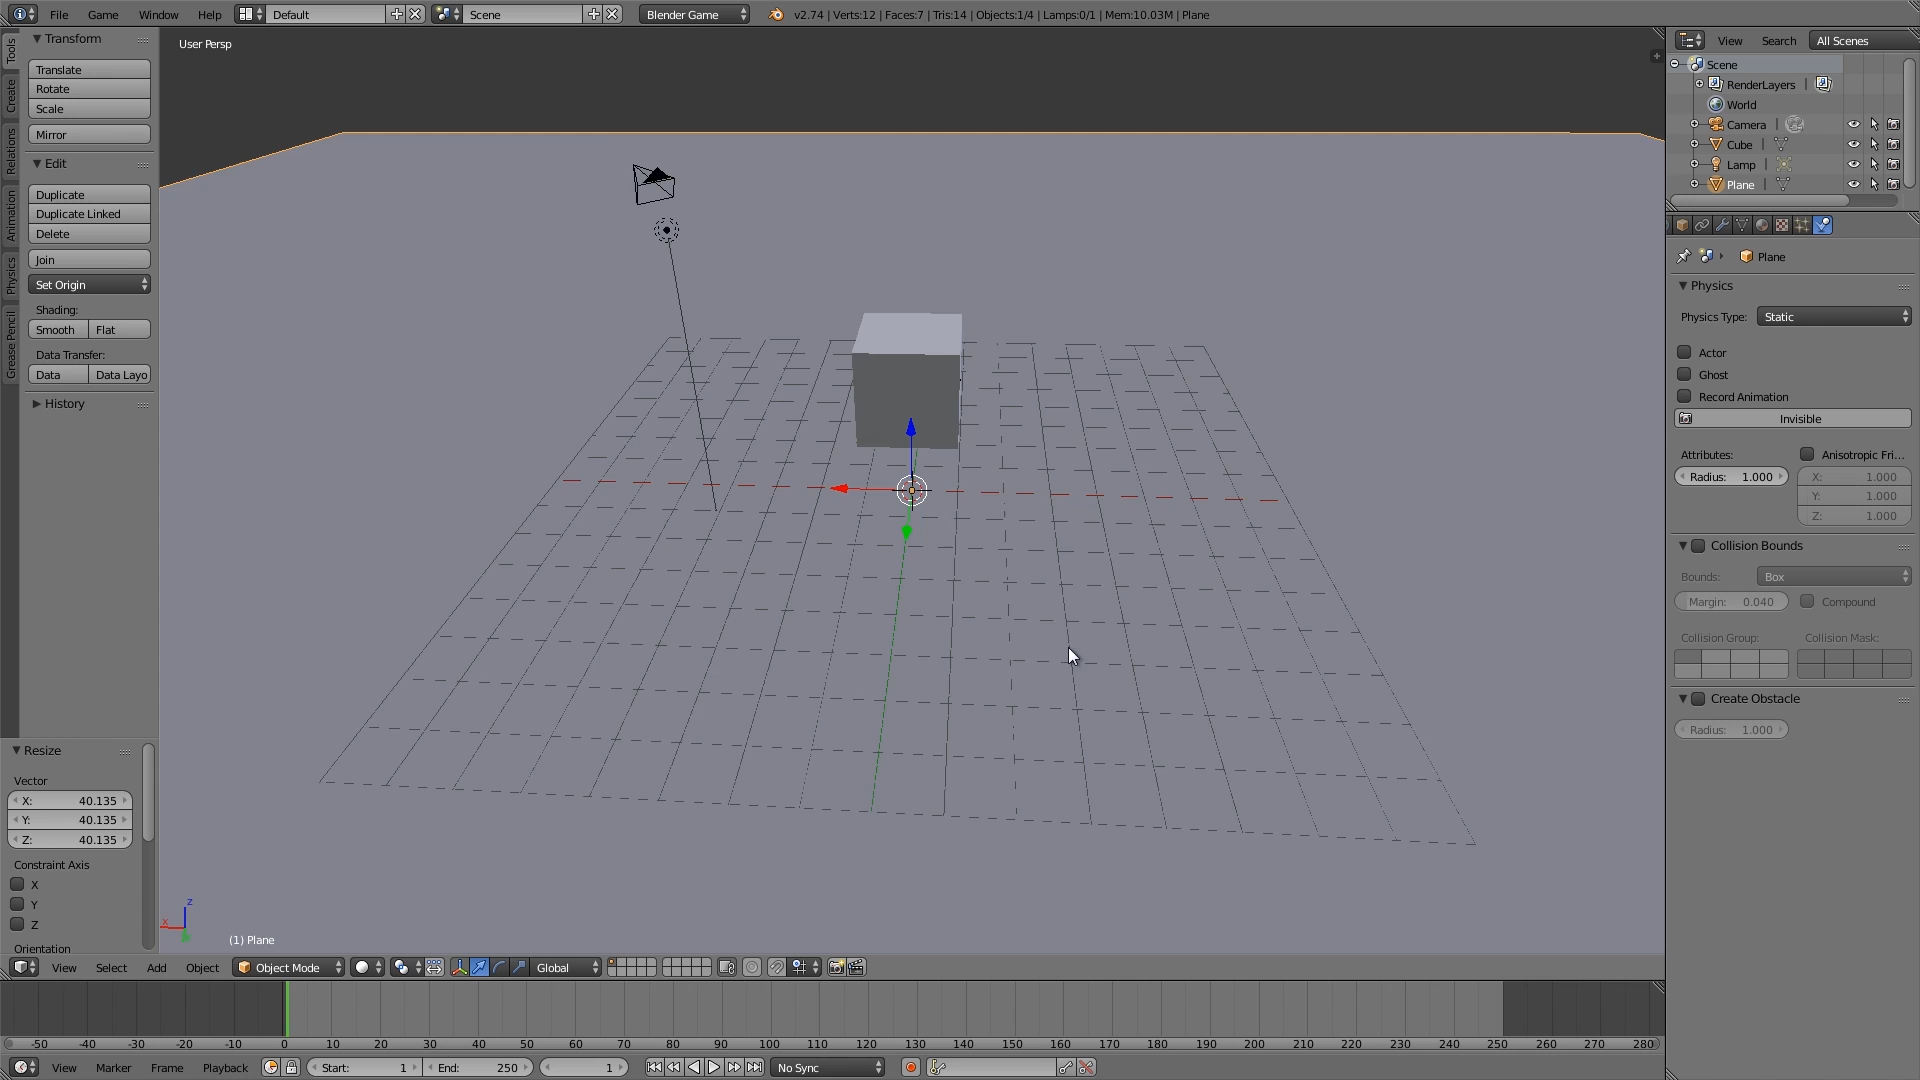 File Game Window Help Default Scene Blender Game v2.74 | Verts:12 | Faces:7 | Tris:14 | Objects:1/4 | Lamps:0/1 | Mem:10.03M | Plane
Tools
Create
Relations
Animation
Physics
Grease Pencil
Transform
Translate
Rotate
Scale
Mirror
Edit
Duplicate
Duplicate Linked
Delete
Join
Set Origin
Shading:
Smooth Flat
Data Transfer:
Data Data Layo
History
Resize
Vector
X: 40.135
Y: 40.135
Z: 40.135
Constraint Axis
X
Y
Z
Orientation
User Persp
z
x
(1) Plane
View Select Add Object Object Mode Global
-50 -40 -30 -20 -10 0 10 20 30 40 50 60 70 80 90 100 110 120 130 140 150 160 170 180 190 200 210 220 230 240 250 260 270 280
View Marker Frame Playback Start: 1 End: 250 1 No Sync
View Search All Scenes
Scene
RenderLayers |
World
Camera |
Cube |
Lamp |
Plane |
Plane
Physics
Physics Type: Static
Actor
Ghost
Record Animation
Invisible
Attributes: Anisotropic Fri...
Radius: 1.000 X: 1.000
Y: 1.000
Z: 1.000
Collision Bounds
Bounds: Box
Margin: 0.040 Compound
Collision Group: Collision Mask:
Create Obstacle
Radius: 1.000